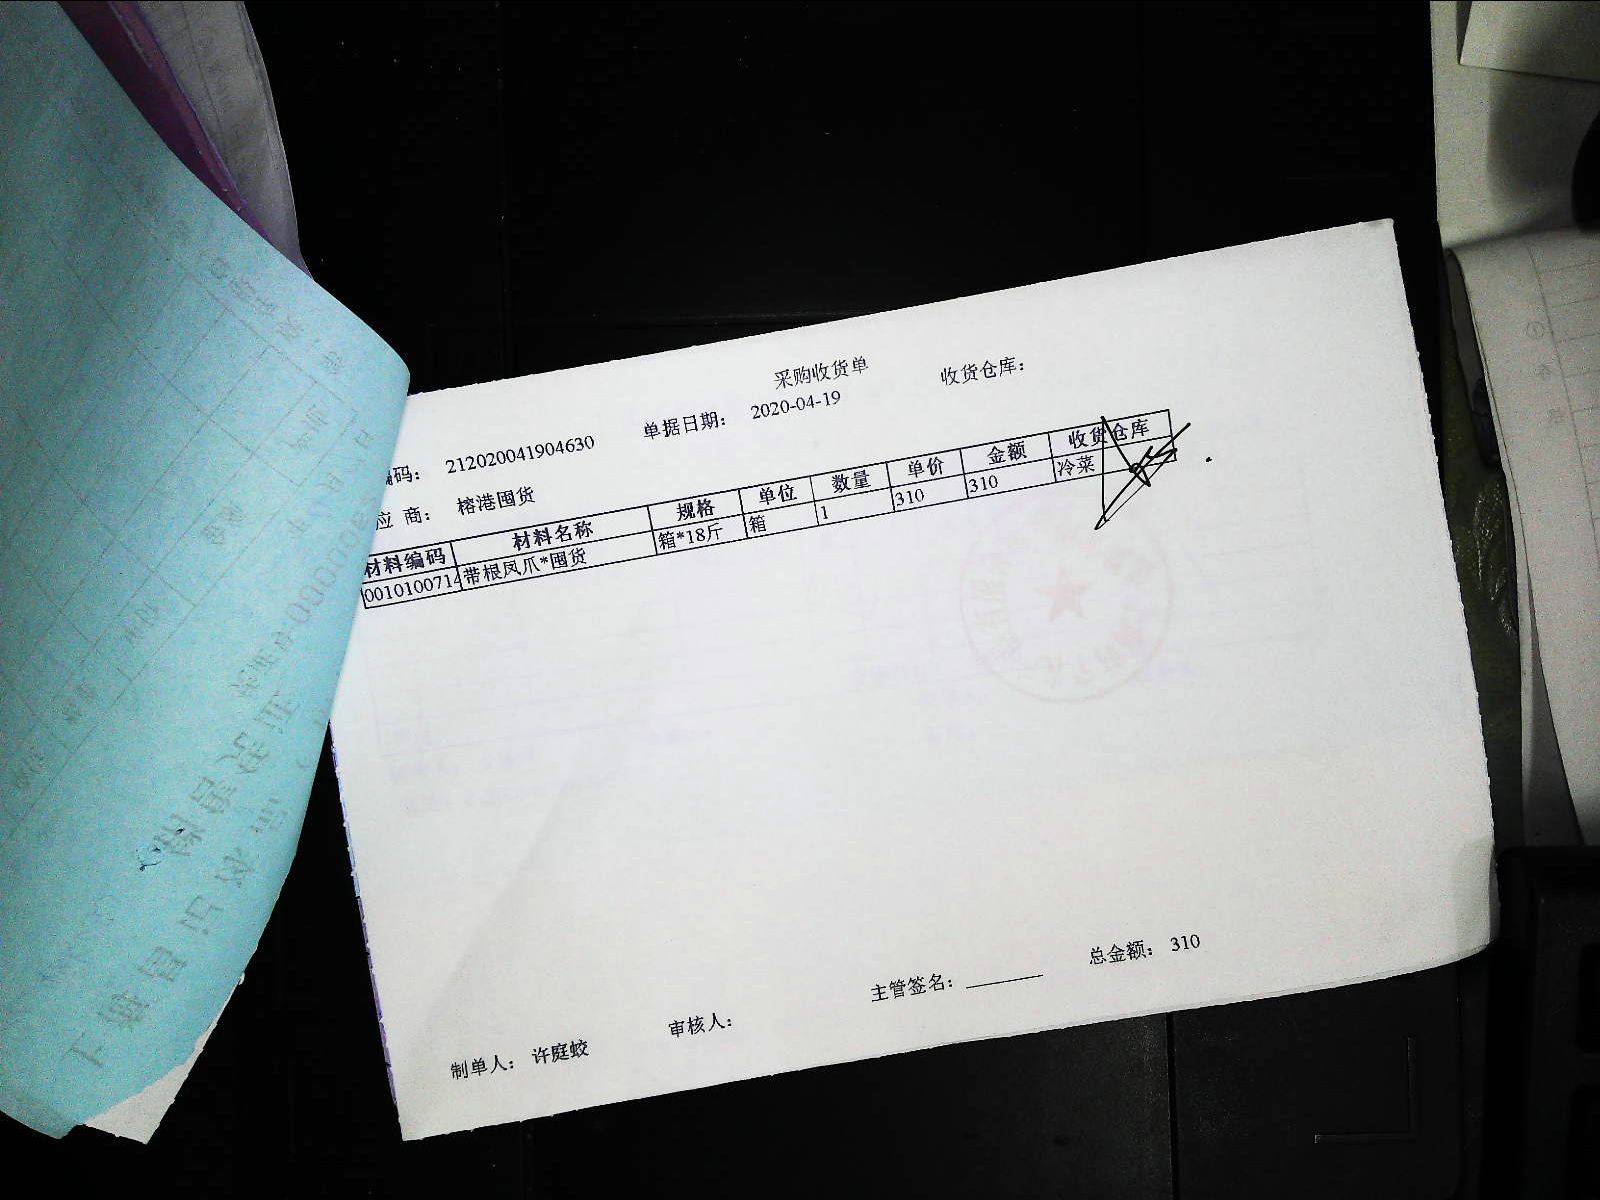 采购收货单
编码： 212020041904630 单据日期： 2020-04-19 收货仓库：
应 商： 榕港囤货
材料编码 材料名称 规格 单位 数量 单价 金额 收货仓库
0010100714 带根凤爪*囤货 箱*18斤 箱 1 310 310 冷菜
主管签名： 总金额： 310
制单人： 许庭蛟 审核人：